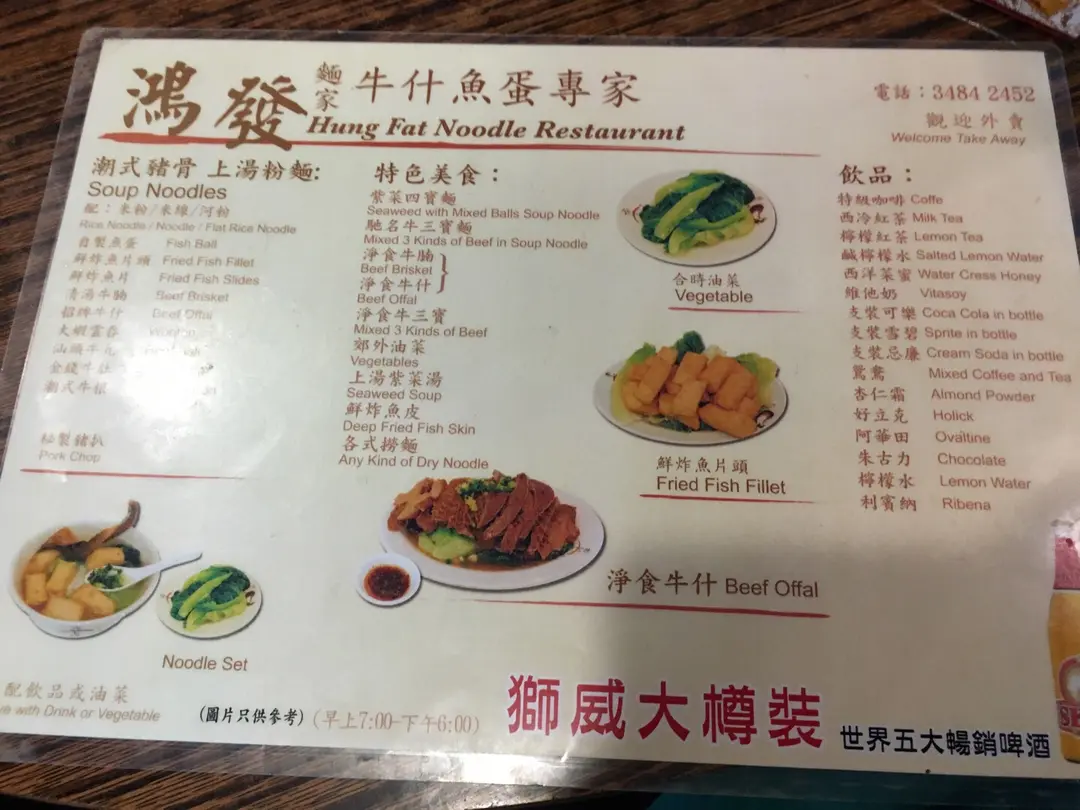 鴻發
麵家
牛什魚蛋專家
Hung Fat Noodle Restaurant
電話：3484 2452
觀迎外賣
Welcome Take Away
潮式豬骨 上湯粉麵:
Soup Noodles
配：米粉/米線/河粉
Rice Noodle / Noodle / Flat Rice Noodle
自製魚蛋 Fish Ball
鮮炸魚片頭 Fried Fish Fillet
鮮炸魚片 Fried Fish Slides
清湯牛腩 Beef Brisket
招牌牛什 Beef Offal
大蝦雲吞 Wonton
汕頭牛丸
金錢牛肚
潮式牛根
秘製豬扒
Pork Chop
Noodle Set
配飲品或油菜
with Drink or Vegetable
特色美食：
紫菜四寶麵
Seaweed with Mixed Balls Soup Noodle
馳名牛三寶麵
Mixed 3 Kinds of Beef in Soup Noodle
淨食牛腩
Beef Brisket
淨食牛什
Beef Offal
淨食牛三寶
Mixed 3 Kinds of Beef
郊外油菜
Vegetables
上湯紫菜湯
Seaweed Soup
鮮炸魚皮
Deep Fried Fish Skin
各式撈麵
Any Kind of Dry Noodle
合時油菜
Vegetable
鮮炸魚片頭
Fried Fish Fillet
淨食牛什 Beef Offal
飲品：
特級咖啡 Coffe
西冷紅茶 Milk Tea
檸檬紅茶 Lemon Tea
鹹檸檬水 Salted Lemon Water
西洋菜蜜 Water Cress Honey
維他奶 Vitasoy
支裝可樂 Coca Cola in bottle
支裝雪碧 Sprite in bottle
支裝忌廉 Cream Soda in bottle
鴛鴦 Mixed Coffee and Tea
杏仁霜 Almond Powder
好立克 Holick
阿華田 Ovaltine
朱古力 Chocolate
檸檬水 Lemon Water
利賓納 Ribena
(圖片只供參考)
(早上7:00-下午6:00)
獅威大樽裝
世界五大暢銷啤酒